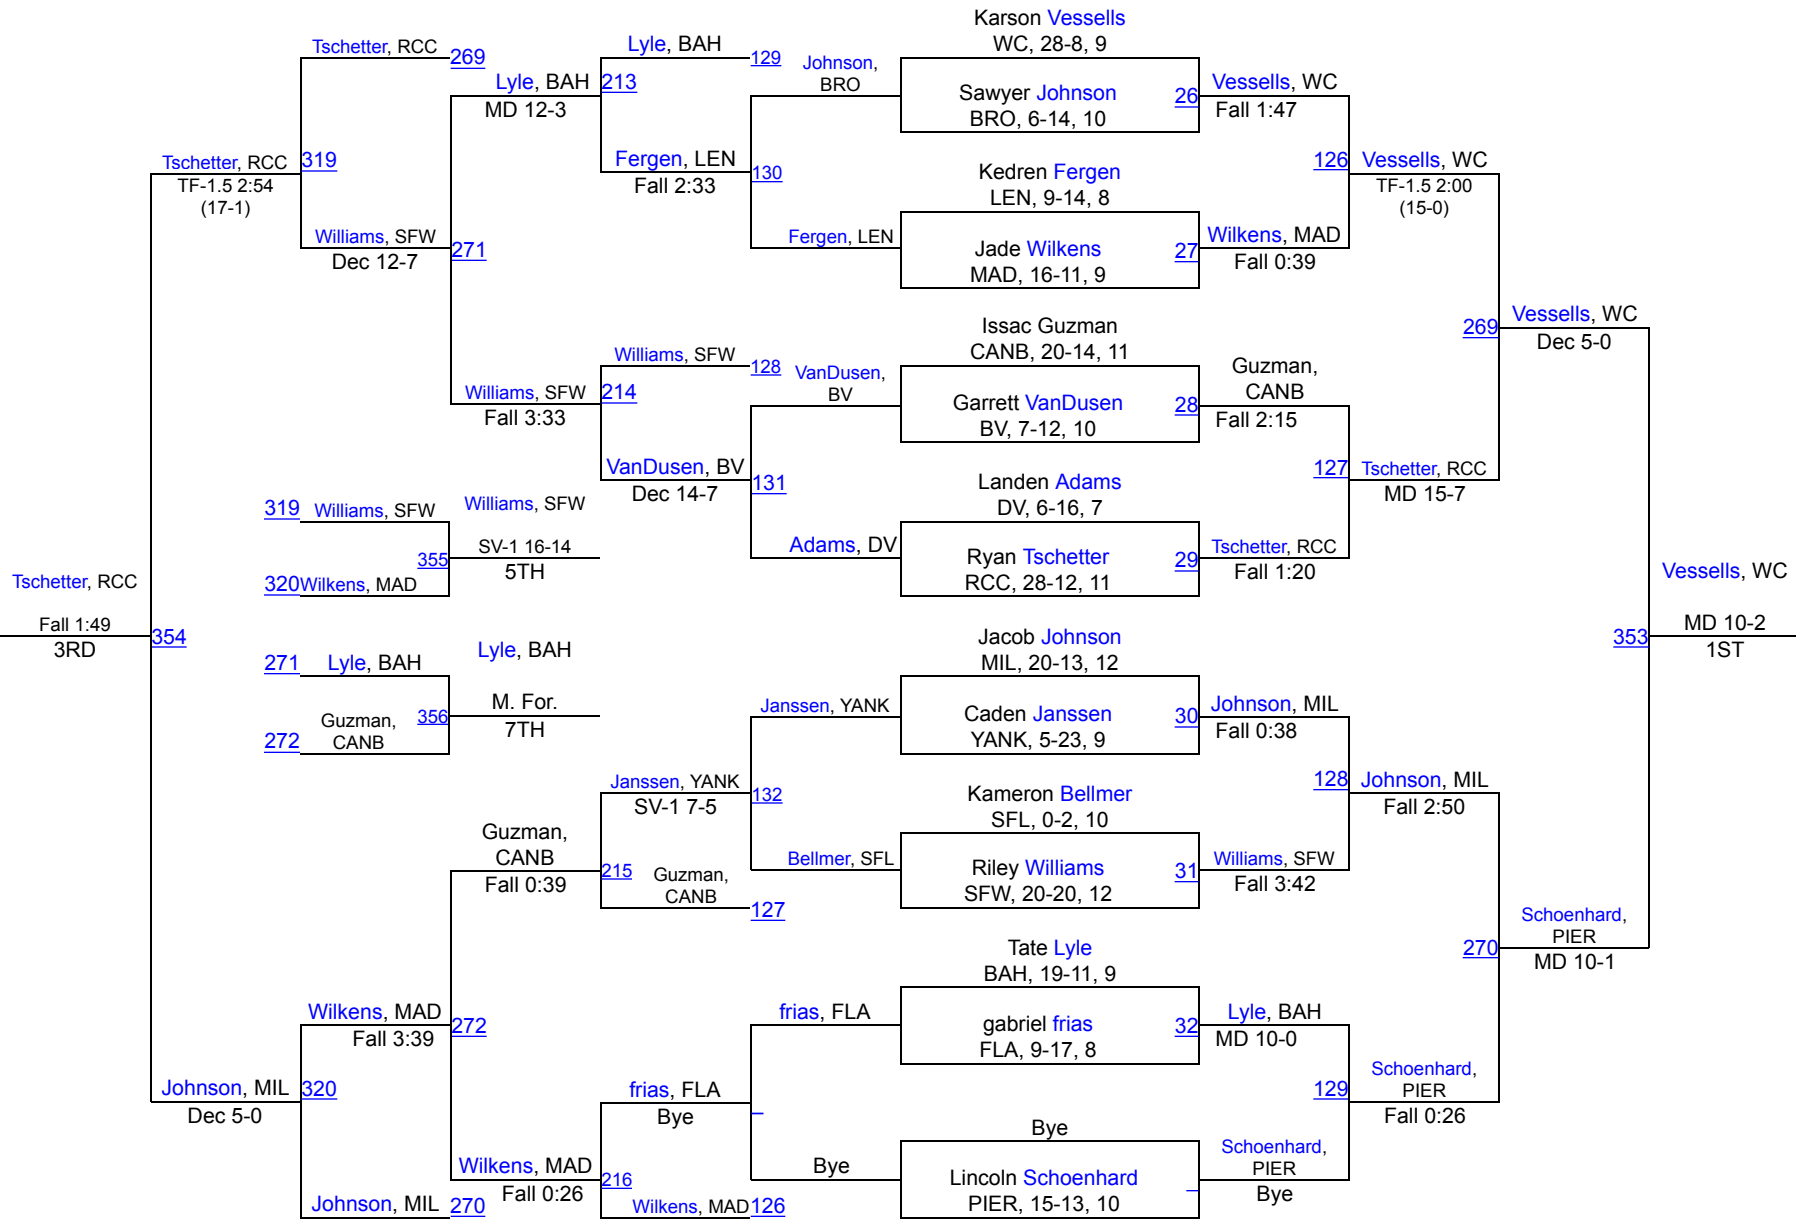 Karson Vessells
WC, 28-8, 9
Sawyer Johnson
BRO, 6-14, 10
26
Kedren Fergen
LEN, 9-14, 8
Jade Wilkens
MAD, 16-11, 9
27
Issac Guzman
CANB, 20-14, 11
Garrett VanDusen
BV, 7-12, 10
28
Landen Adams
DV, 6-16, 7
Ryan Tschetter
RCC, 28-12, 11
29
Jacob Johnson
MIL, 20-13, 12
Caden Janssen
YANK, 5-23, 9
30
Kameron Bellmer
SFL, 0-2, 10
Riley Williams
SFW, 20-20, 12
31
Tate Lyle
BAH, 19-11, 9
gabriel frias
FLA, 9-17, 8
32
Bye
Lincoln Schoenhard
PIER, 15-13, 10
Vessells, WC
Fall 1:47
126
Wilkens, MAD
Fall 0:39
Guzman,
CANB
Fall 2:15
127
Tschetter, RCC
Fall 1:20
Johnson, MIL
Fall 0:38
128
Williams, SFW
Fall 3:42
Lyle, BAH
MD 10-0
129
Schoenhard,
PIER
Bye
Vessells, WC
TF-1.5 2:00
(15-0)
269
Tschetter, RCC
MD 15-7
Johnson, MIL
Fall 2:50
270
Schoenhard,
PIER
Fall 0:26
Vessells, WC
Dec 5-0
353
Schoenhard,
PIER
MD 10-1
Vessells, WC
MD 10-2
1ST
Johnson,
BRO
130
Fergen, LEN
VanDusen,
BV
131
Adams, DV
Janssen, YANK
132
Bellmer, SFL
frias, FLA
Bye
Lyle, BAH
129
213
Fergen, LEN
Fall 2:33
Williams, SFW
128
214
VanDusen, BV
Dec 14-7
Janssen, YANK
SV-1 7-5
215
Guzman,
CANB
127
frias, FLA
Bye
216
Wilkens, MAD
126
Lyle, BAH
MD 12-3
271
Williams, SFW
Fall 3:33
Guzman,
CANB
Fall 0:39
272
Wilkens, MAD
Fall 0:26
Tschetter, RCC
269
319
Williams, SFW
Dec 12-7
Wilkens, MAD
Fall 3:39
320
Johnson, MIL
270
Tschetter, RCC
TF-1.5 2:54
(17-1)
354
Johnson, MIL
Dec 5-0
Tschetter, RCC
Fall 1:49
3RD
319
Williams, SFW
355
320
Wilkens, MAD
Williams, SFW
SV-1 16-14
5TH
271
Lyle, BAH
356
272
Guzman,
CANB
Lyle, BAH
M. For.
7TH